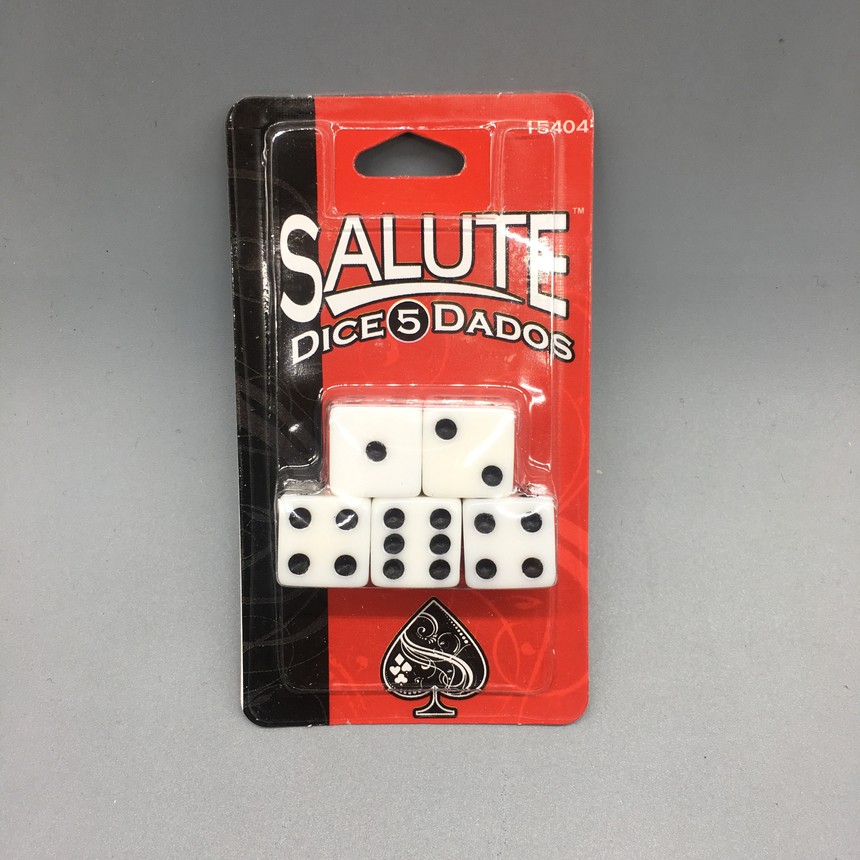 15404
SALUTE™
DICE 5 DADOS